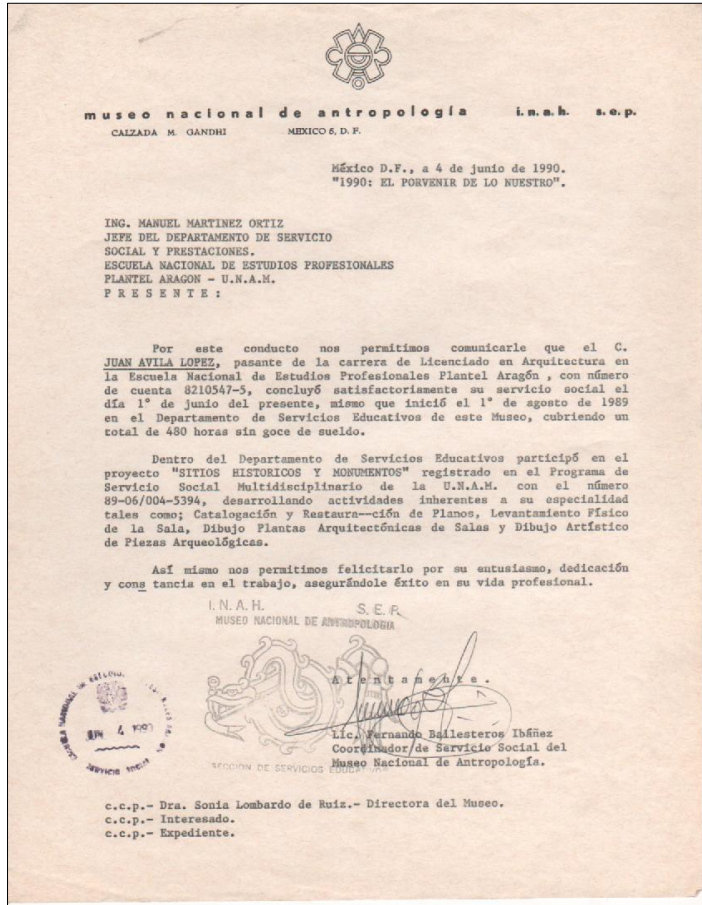 museo nacional de antropología i.n.a.h. s.e.p.
CALZADA M. GANDHI MEXICO 6, D. F.
México D.F., a 4 de junio de 1990.
"1990: EL PORVENIR DE LO NUESTRO".
ING. MANUEL MARTINEZ ORTIZ
JEFE DEL DEPARTAMENTO DE SERVICIO
SOCIAL Y PRESTACIONES.
ESCUELA NACIONAL DE ESTUDIOS PROFESIONALES
PLANTEL ARAGON - U.N.A.M.
P R E S E N T E :
Por este conducto nos permitimos comunicarle que el C.
JUAN AVILA LOPEZ, pasante de la carrera de Licenciado en Arquitectura en
la Escuela Nacional de Estudios Profesionales Plantel Aragón , con número
de cuenta 8210547-5, concluyó satisfactoriamente su servicio social el
día 1° de junio del presente, mismo que inició el 1° de agosto de 1989
en el Departamento de Servicios Educativos de este Museo, cubriendo un
total de 480 horas sin goce de sueldo.
Dentro del Departamento de Servicios Educativos participó en el
proyecto "SITIOS HISTORICOS Y MONUMENTOS" registrado en el Programa de
Servicio Social Multidisciplinario de la U.N.A.M. con el número
89-06/004-5394, desarrollando actividades inherentes a su especialidad
tales como; Catalogación y Restaura--ción de Planos, Levantamiento Físico
de la Sala, Dibujo Plantas Arquitectónicas de Salas y Dibujo Artístico
de Piezas Arqueológicas.
Así mismo nos permitimos felicitarlo por su entusiasmo, dedicación
y cons tancia en el trabajo, asegurándole éxito en su vida profesional.
I. N. A. H. S. E. P.
MUSEO NACIONAL DE ANTROPOLOGIA
A t e n t a m e n t e .
Lic. Fernando Ballesteros Ibáñez
Coordinador de Servicio Social del
Museo Nacional de Antropología.
SECCION DE SERVICIOS EDUCATIVOS
c.c.p.- Dra. Sonia Lombardo de Ruiz.- Directora del Museo.
c.c.p.- Interesado.
c.c.p.- Expediente.